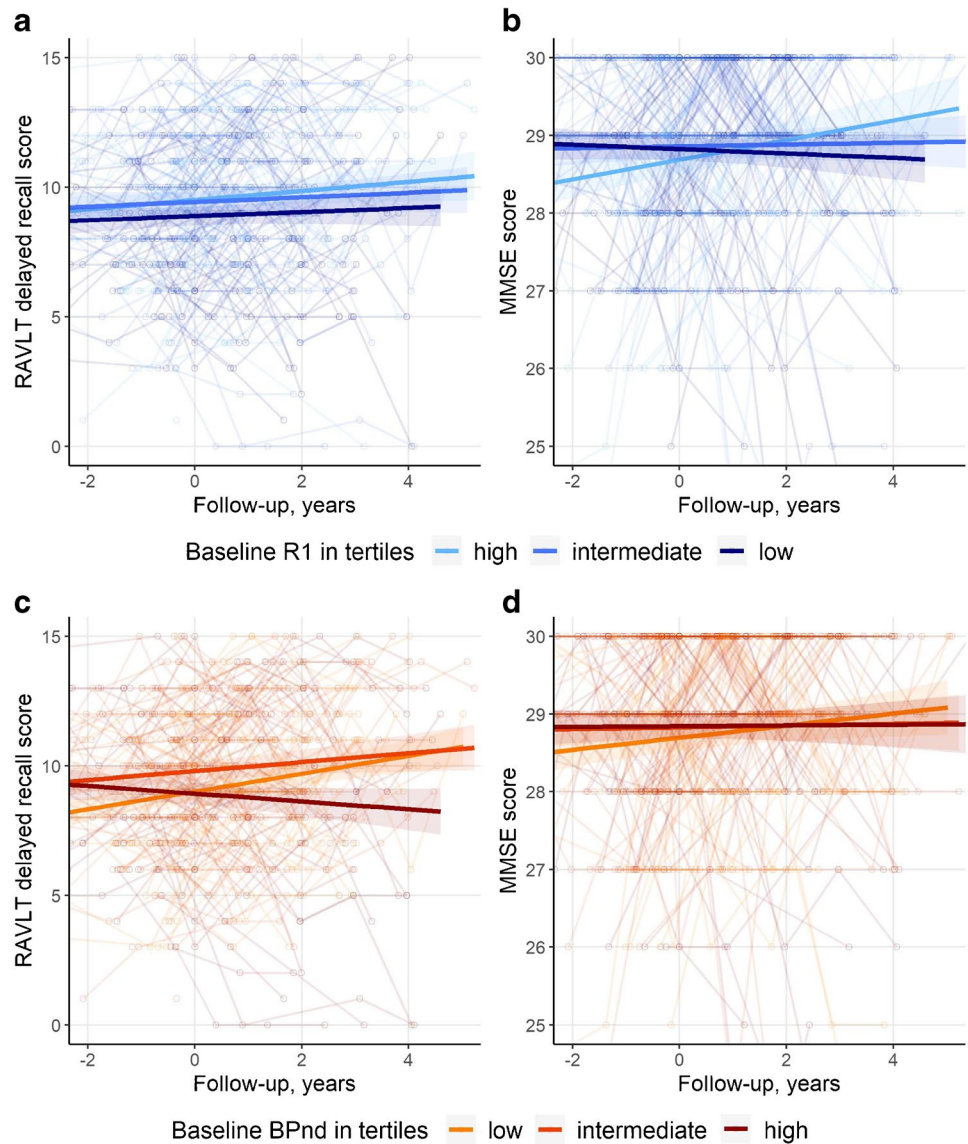 a
b
RAVLT delayed recall score
15
10
5
0
-2 0 2 4
Follow-up, years
MMSE score
30
29
28
27
26
25
-2 0 2 4
Follow-up, years
Baseline R1 in tertiles high intermediate low
c
d
RAVLT delayed recall score
15
10
5
0
-2 0 2 4
Follow-up, years
MMSE score
30
29
28
27
26
25
-2 0 2 4
Follow-up, years
Baseline BPnd in tertiles low intermediate high